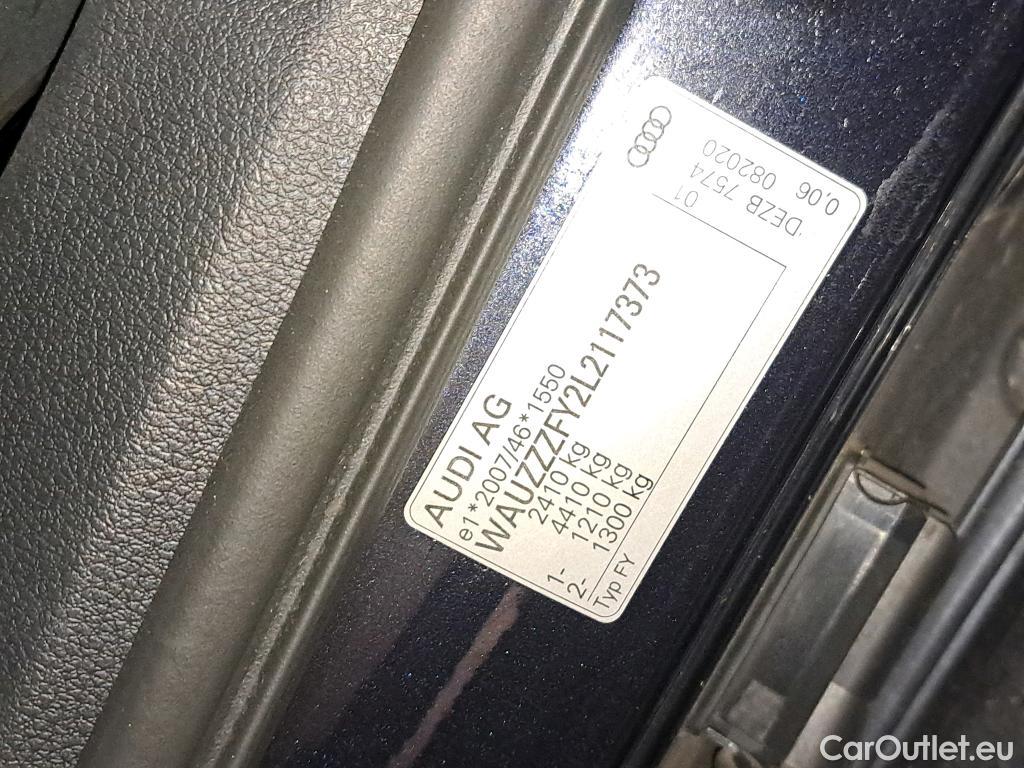 AUDI AG
e1*2007/46*1550
WAUZZZFY2L2117373
2410 kg
4410 kg
1- 1210 kg
2- 1300 kg
Typ FY
01
DEZB 7574
0,06 082020
CarOutlet.eu